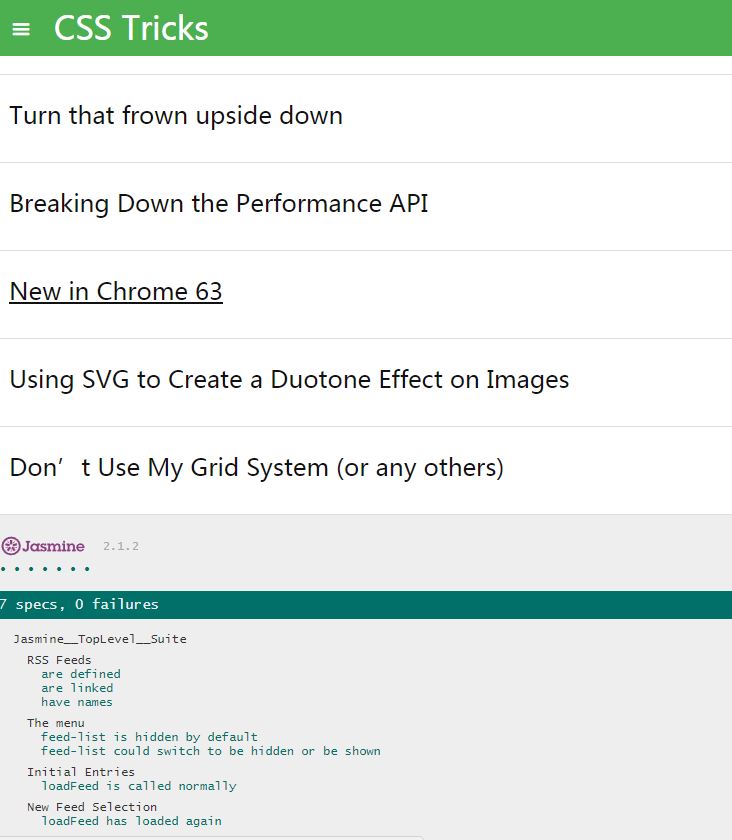 CSS Tricks
Turn that frown upside down
Breaking Down the Performance API
New in Chrome 63
Using SVG to Create a Duotone Effect on Images
Don’t Use My Grid System (or any others)
Jasmine 2.1.2
7 specs, 0 failures
Jasmine__TopLevel__Suite
RSS Feeds
are defined
are linked
have names
The menu
feed-list is hidden by default
feed-list could switch to be hidden or be shown
Initial Entries
loadFeed is called normally
New Feed Selection
loadFeed has loaded again